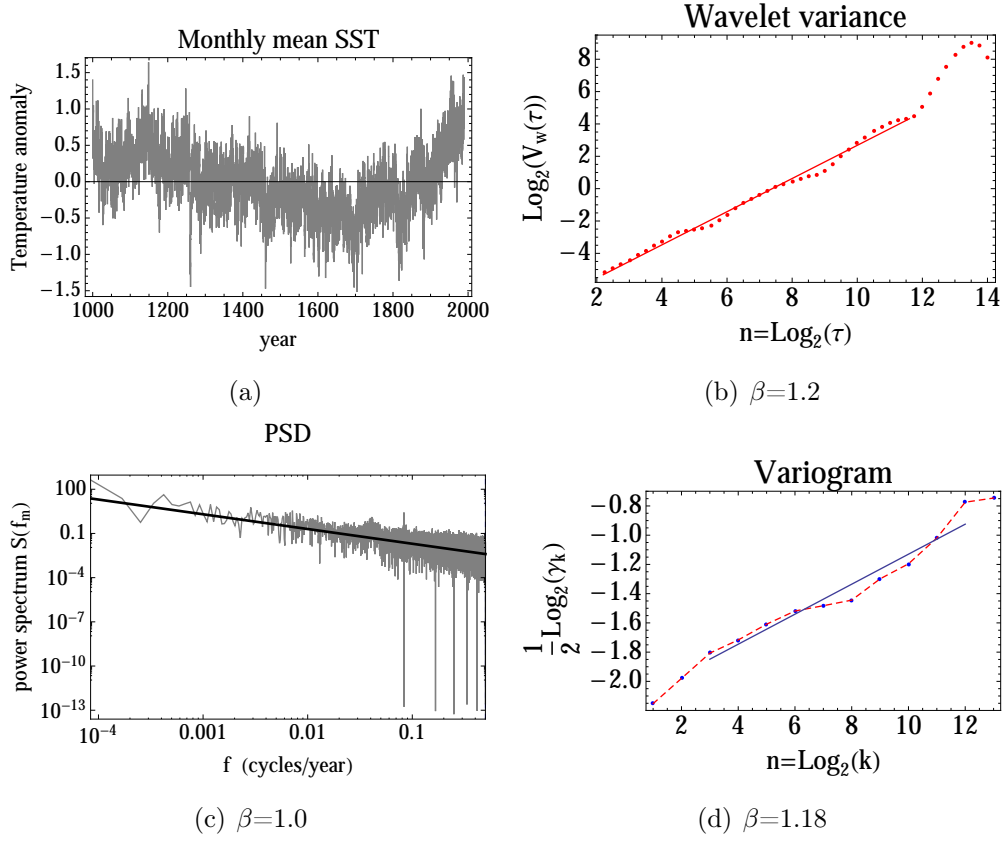 Monthly mean SST
Temperature anomaly
1.5
1.0
0.5
0.0
−0.5
−1.0
−1.5
1000 1200 1400 1600 1800 2000
year
(a)
Wavelet variance
Log₂(V_w(τ))
8
6
4
2
0
−2
−4
2 4 6 8 10 12 14
n=Log₂(τ)
(b) β=1.2
PSD
power spectrum S(f_m)
100
0.1
10⁻⁴
10⁻⁷
10⁻¹⁰
10⁻¹³
10⁻⁴ 0.001 0.01 0.1
f (cycles/year)
(c) β=1.0
Variogram
½Log₂(γ_k)
−0.8
−1.0
−1.2
−1.4
−1.6
−1.8
−2.0
2 4 6 8 10 12
n=Log₂(k)
(d) β=1.18